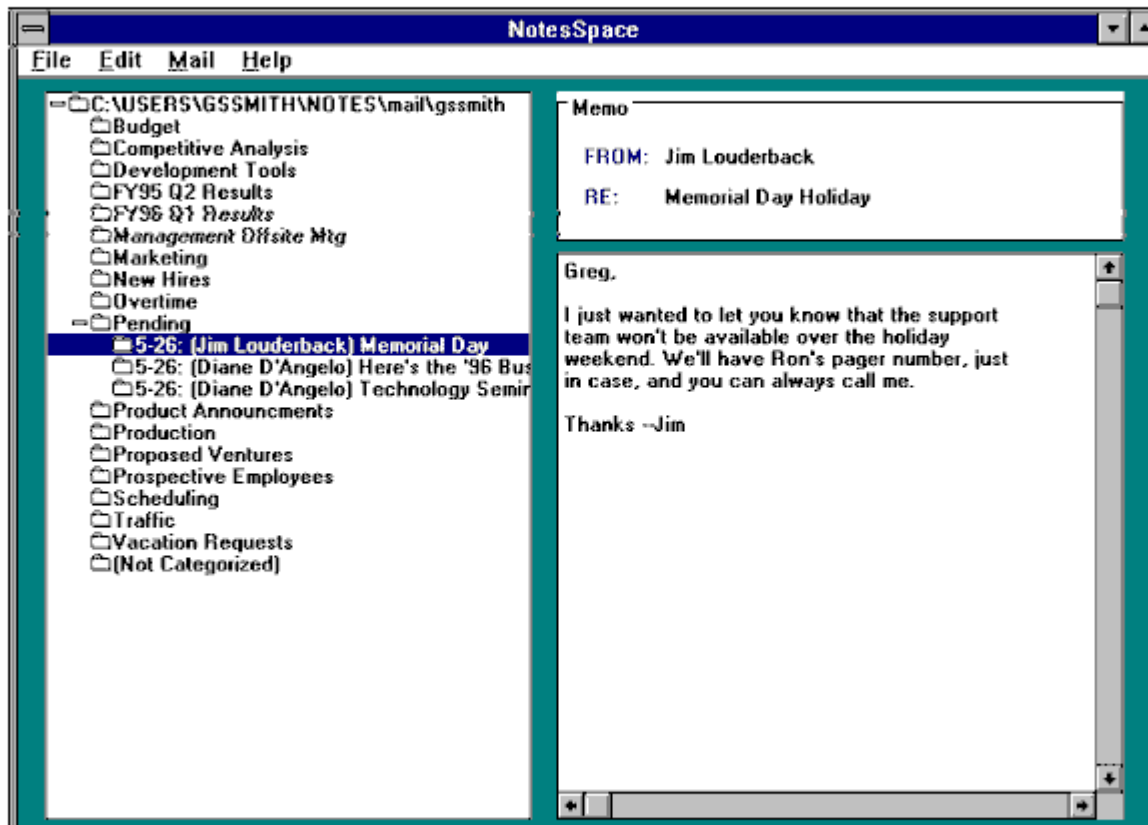 NotesSpace
File Edit Mail Help
C:\USERS\GSSMITH\NOTES\mail\gssmith
Budget
Competitive Analysis
Development Tools
FY95 Q2 Results
FY96 Q1 Results
Management Offsite Mtg
Marketing
New Hires
Overtime
Pending
5-26: (Jim Louderback) Memorial Day
5-26: (Diane D'Angelo) Here's the '96 Bus
5-26: (Diane D'Angelo) Technology Semin
Product Announcments
Production
Proposed Ventures
Prospective Employees
Scheduling
Traffic
Vacation Requests
(Not Categorized)
Memo
FROM: Jim Louderback
RE: Memorial Day Holiday
Greg,
I just wanted to let you know that the support
team won't be available over the holiday
weekend. We'll have Ron's pager number, just
in case, and you can always call me.
Thanks --Jim